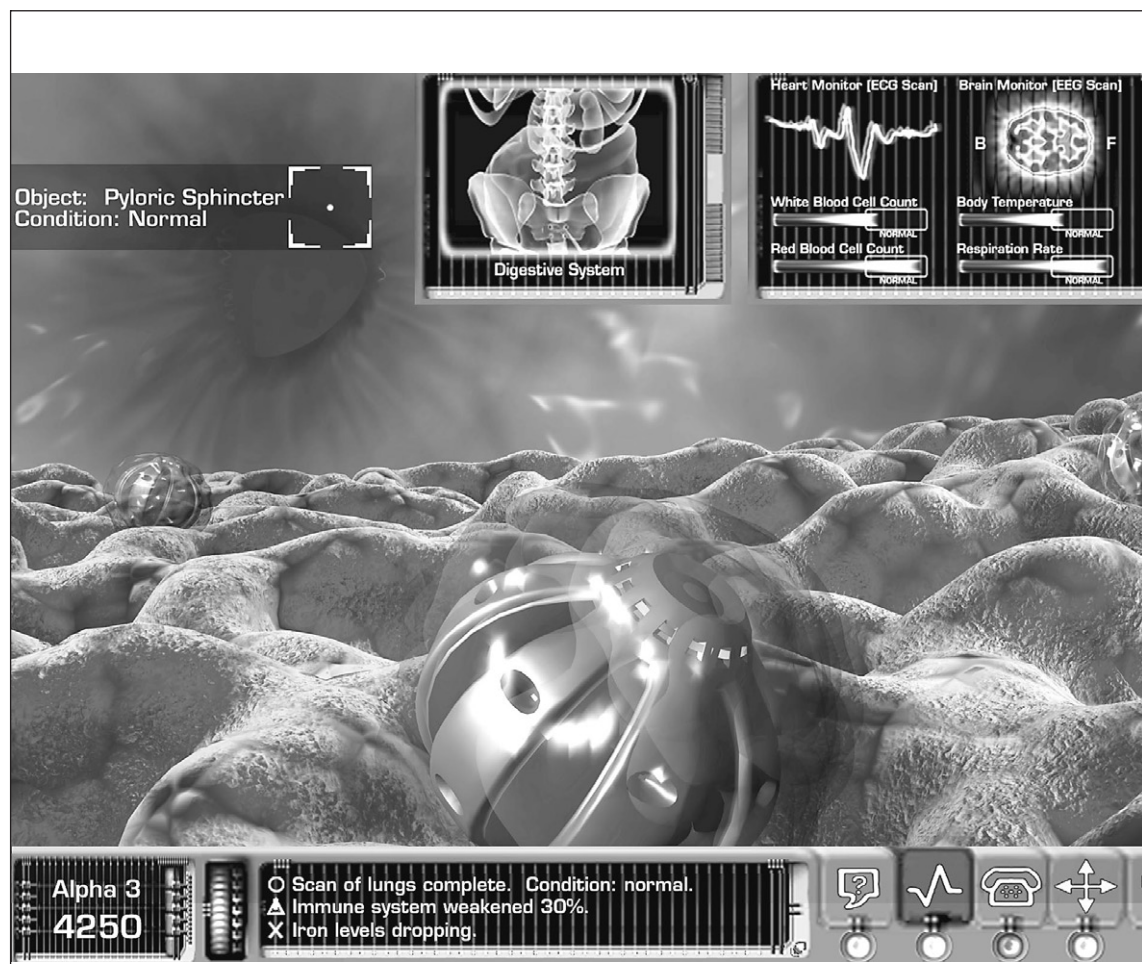 Object: Pyloric Sphincter
Condition: Normal
Digestive System
Heart Monitor [ECG Scan]
Brain Monitor [EEG Scan]
B
F
White Blood Cell Count
NORMAL
Body Temperature
NORMAL
Red Blood Cell Count
NORMAL
Respiration Rate
NORMAL
Alpha 3
4250
Scan of lungs complete. Condition: normal.
Immune system weakened 30%.
X Iron levels dropping.
?